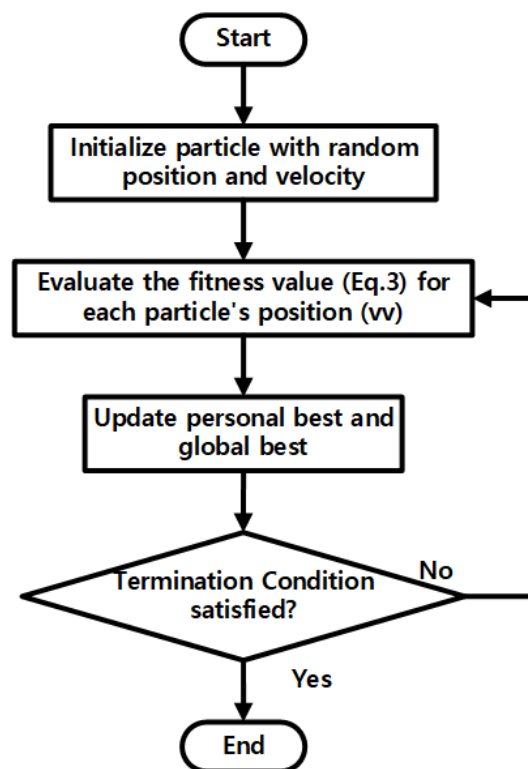 Start
Initialize particle with random
position and velocity
Evaluate the fitness value (Eq.3) for
each particle's position (vv)
Update personal best and
global best
Termination Condition
satisfied?
No
Yes
End